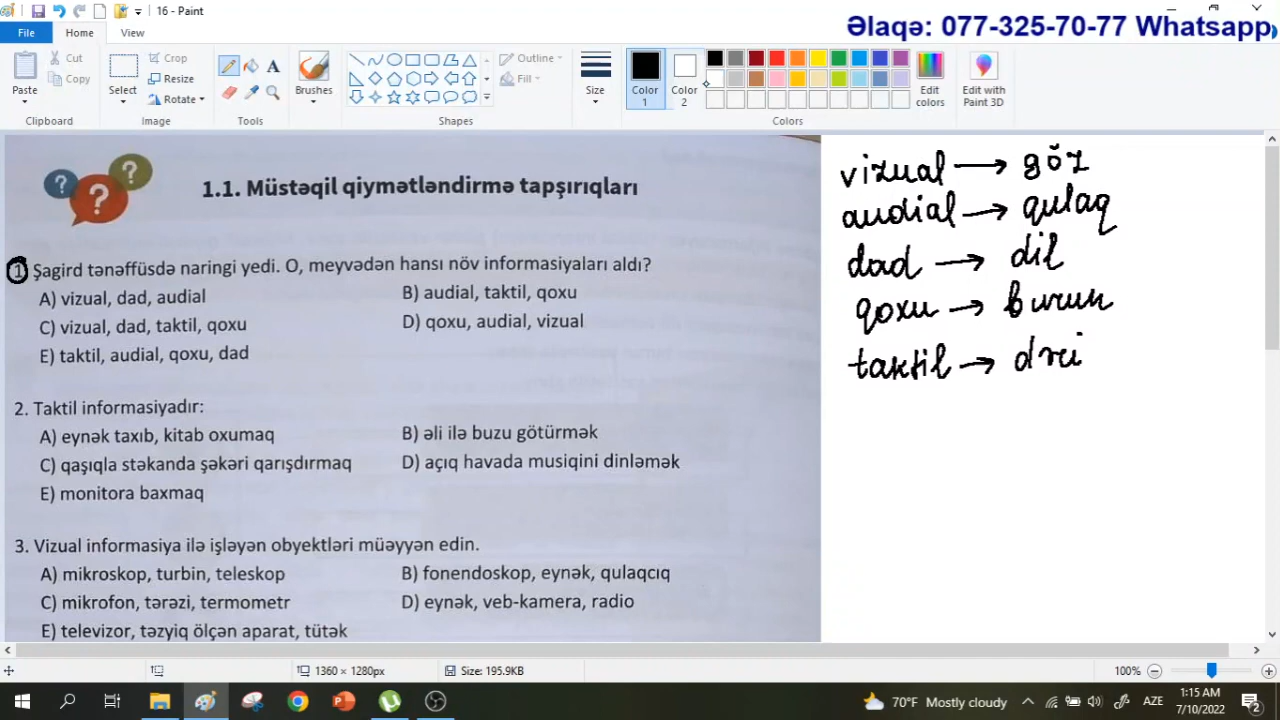 16 - Paint
Əlaqə: 077-325-70-77 Whatsapp
File Home View
Paste Cut Copy Clipboard
Select Crop Resize Rotate Image
Tools
Brushes
Outline Fill Shapes
Size
Color 1 Color 2 Edit colors Edit with Paint 3D Colors
1.1. Müstəqil qiymətləndirmə tapşırıqları
1 Şagird tənəffüsdə naringi yedi. O, meyvədən hansı növ informasiyaları aldı?
A) vizual, dad, audial B) audial, taktil, qoxu
C) vizual, dad, taktil, qoxu D) qoxu, audial, vizual
E) taktil, audial, qoxu, dad
2. Taktil informasiyadır:
A) eynək taxıb, kitab oxumaq B) əli ilə buzu götürmək
C) qaşıqla stəkanda şəkəri qarışdırmaq D) açıq havada musiqini dinləmək
E) monitora baxmaq
3. Vizual informasiya ilə işləyən obyektləri müəyyən edin.
A) mikroskop, turbin, teleskop B) fonendoskop, eynək, qulaqcıq
C) mikrofon, tərəzi, termometr D) eynək, veb-kamera, radio
E) televizor, təzyiq ölçən aparat, tütək
vizual → göz
audial → qulaq
dad → dil
qoxu → burun
taktil → dəri
1360 × 1280px Size: 195.9KB 100%
70°F Mostly cloudy AZE 1:15 AM
7/10/2022 2